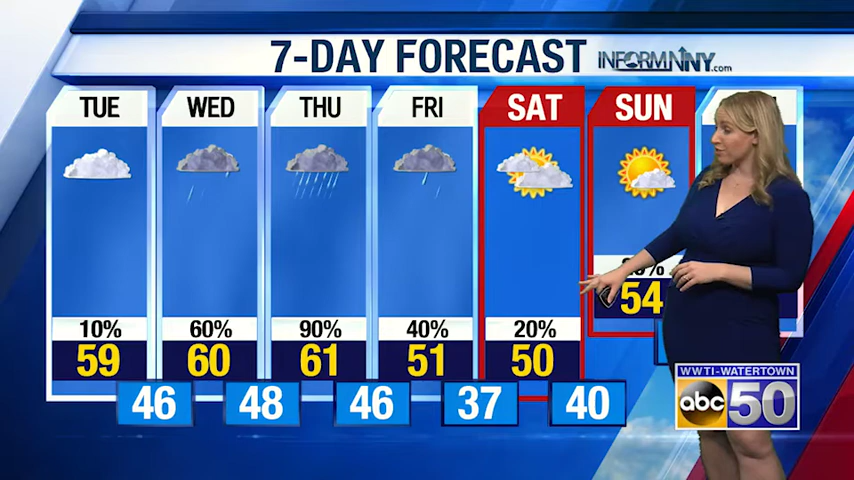 7-DAY FORECAST INFORMNNY.com
TUE WED THU FRI SAT SUN
10% 60% 90% 40% 20%
59 60 61 51 50 54
46 48 46 37 40
WWTI-WATERTOWN
abc 50